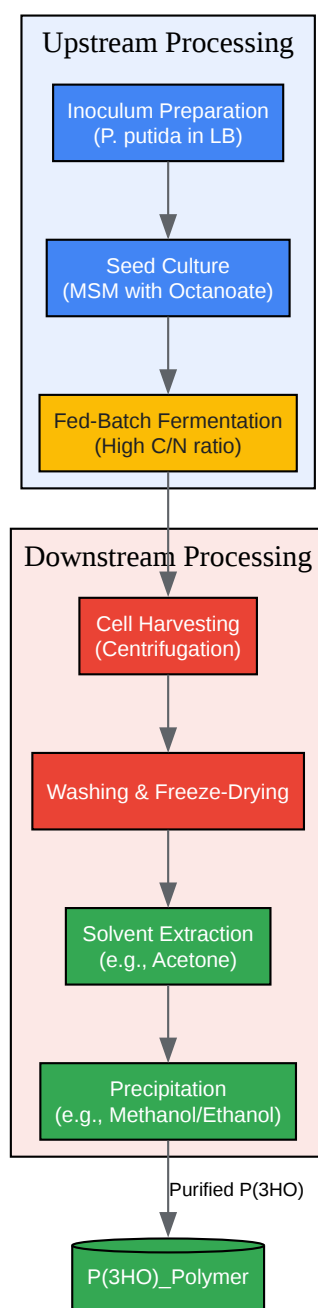 Upstream Processing
Inoculum Preparation
(P. putida in LB)
Seed Culture
(MSM with Octanoate)
Fed-Batch Fermentation
(High C/N ratio)
Downstream Processing
Cell Harvesting
(Centrifugation)
Washing & Freeze-Drying
Solvent Extraction
(e.g., Acetone)
Precipitation
(e.g., Methanol/Ethanol)
Purified P(3HO)
P(3HO)_Polymer